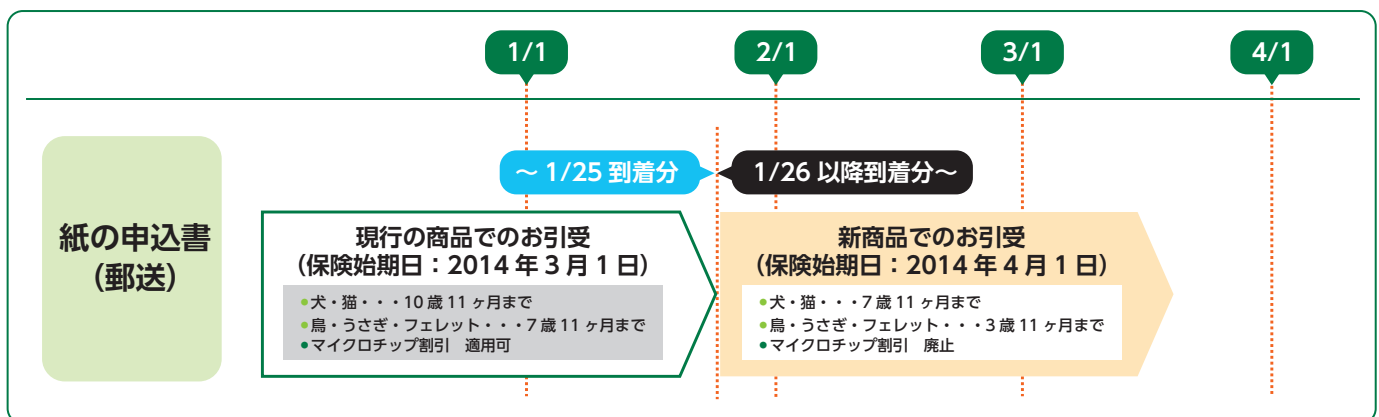 1/1
2/1
3/1
4/1
～ 1/25 到着分
1/26 以降到着分～
紙の申込書
（郵送）
現行の商品でのお引受
（保険始期日：2014 年 3 月 1 日）
●犬・猫・・・10 歳 11 ヶ月まで
●鳥・うさぎ・フェレット・・・7 歳 11 ヶ月まで
●マイクロチップ割引　適用可
新商品でのお引受
（保険始期日：2014 年 4 月 1 日）
●犬・猫・・・7 歳 11 ヶ月まで
●鳥・うさぎ・フェレット・・・3 歳 11 ヶ月まで
●マイクロチップ割引　廃止